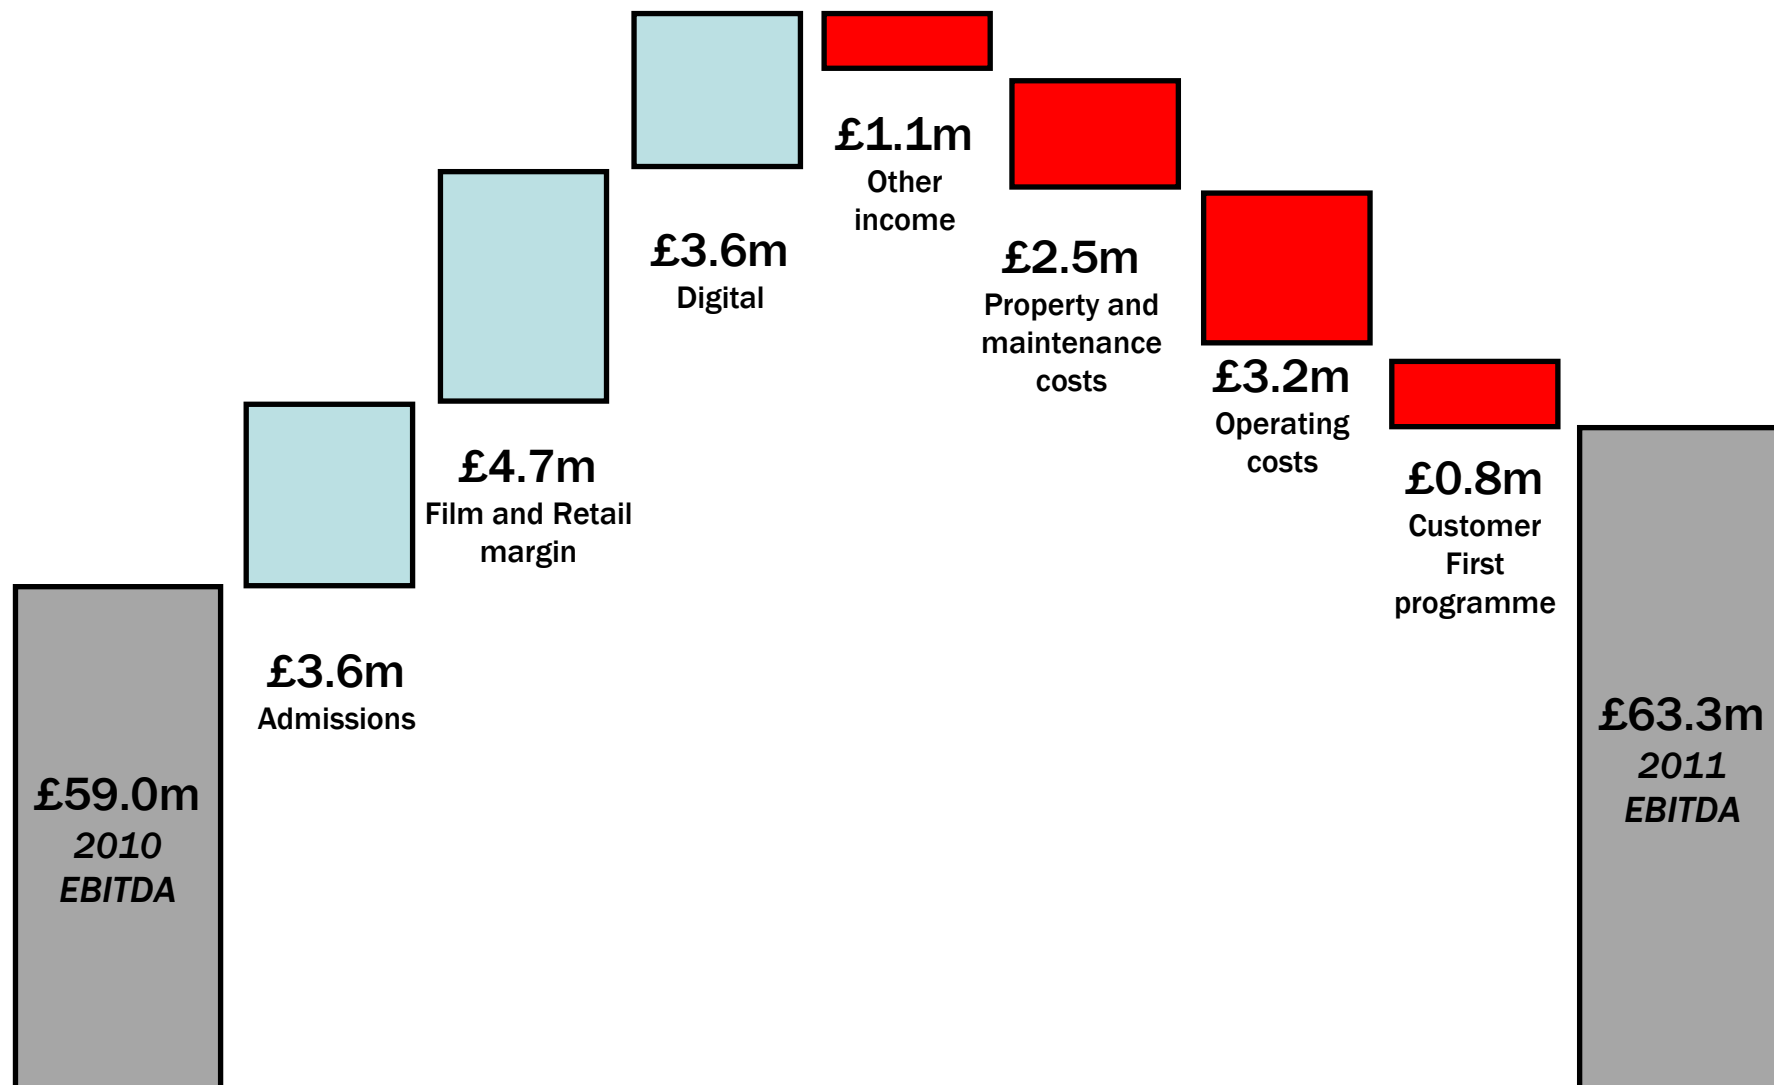 £59.0m
2010
EBITDA
£3.6m
Admissions
£4.7m
Film and Retail
margin
£3.6m
Digital
£1.1m
Other
income
£2.5m
Property and
maintenance
costs
£3.2m
Operating
costs
£0.8m
Customer
First
programme
£63.3m
2011
EBITDA